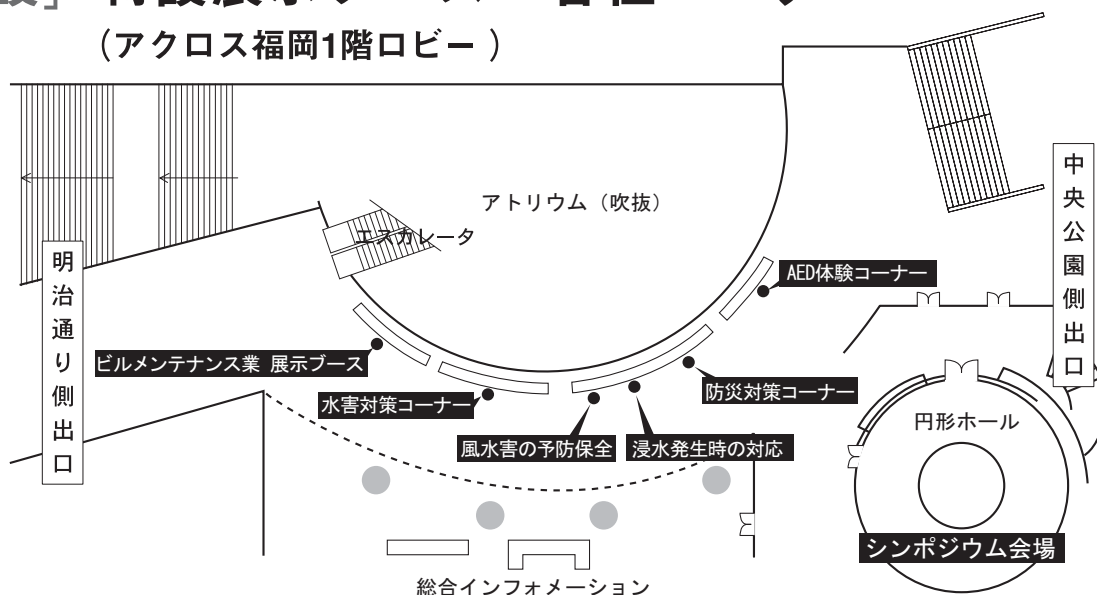 （アクロス福岡1階ロビー ）
アトリウム（吹抜）
エスカレータ
中央公園側出口
明治通り側出口
AED体験コーナー
ビルメンテナンス業 展示ブース
防災対策コーナー
水害対策コーナー
円形ホール
風水害の予防保全
浸水発生時の対応
シンポジウム会場
総合インフォメーション